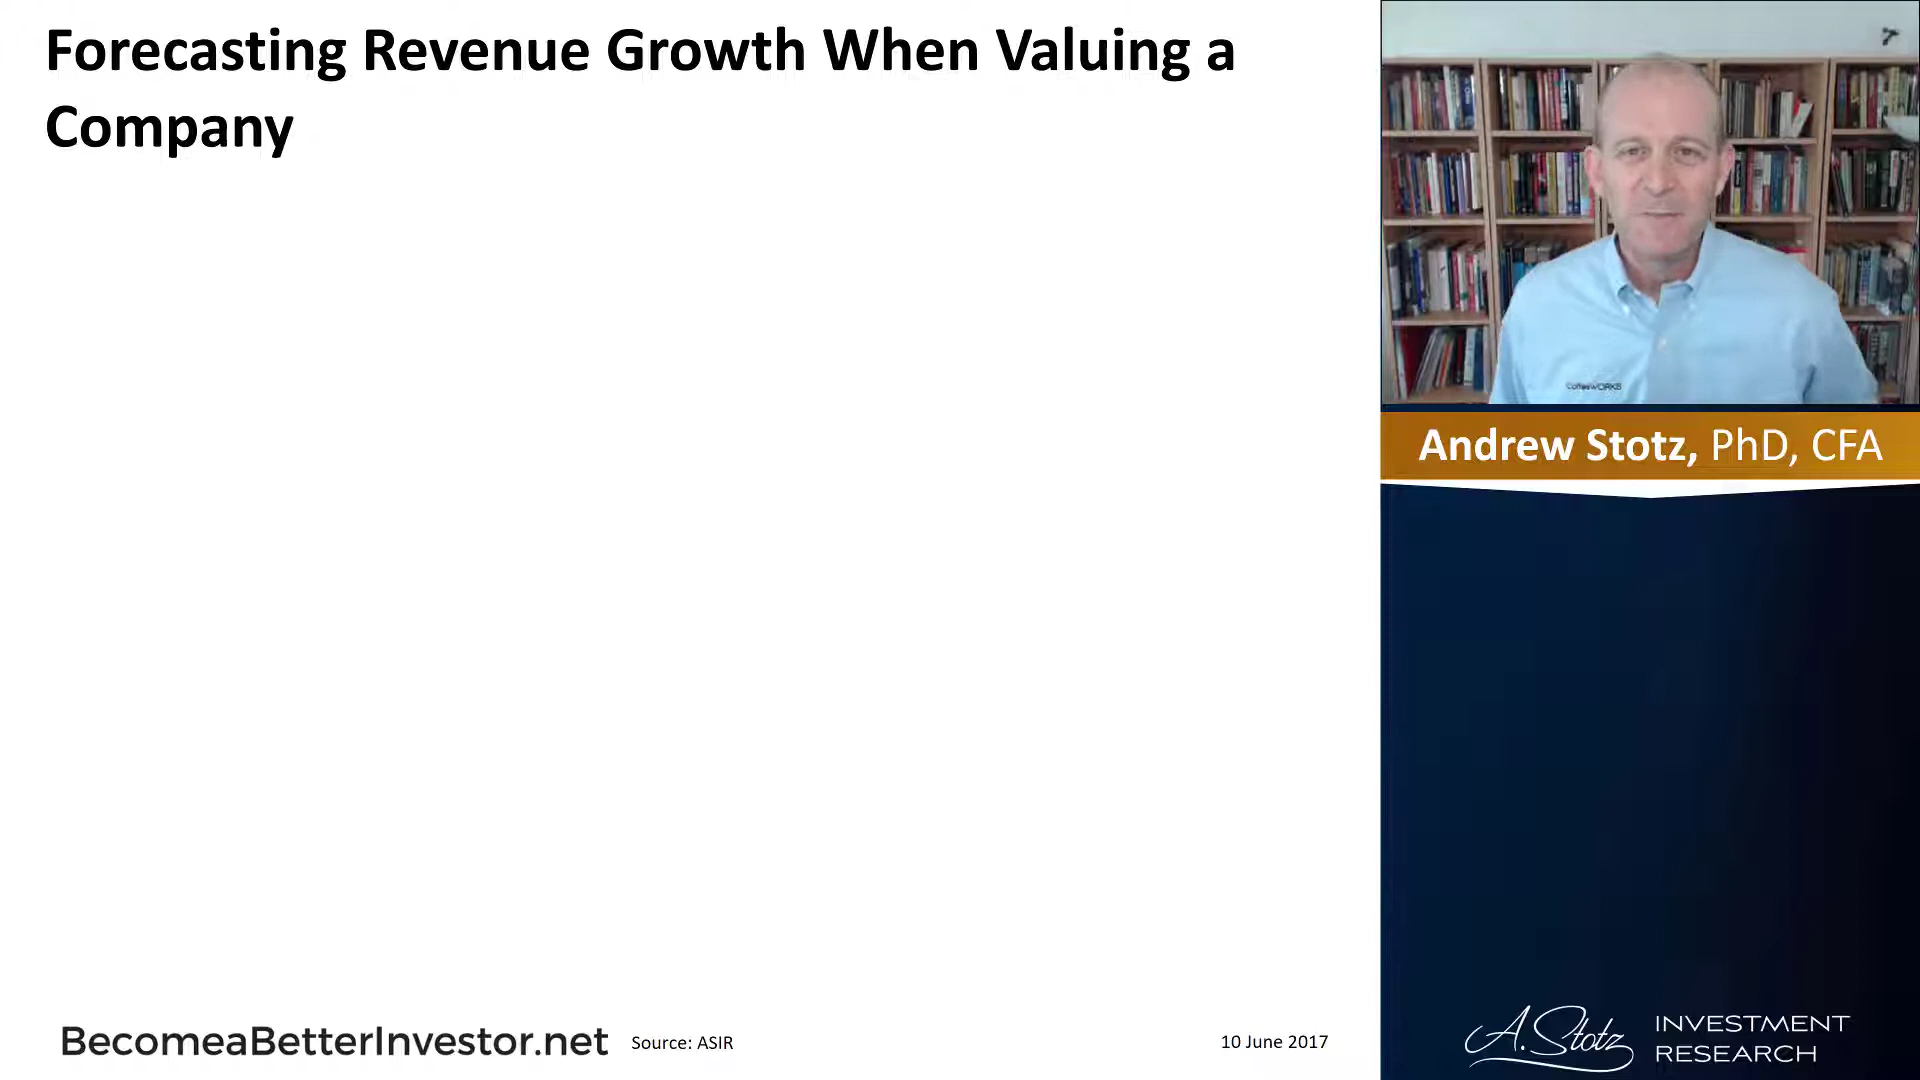 Forecasting Revenue Growth When Valuing a
Company
CoffeeWORKS
Andrew Stotz, PhD, CFA
BecomeaBetterInvestor.net
Source: ASIR
10 June 2017
A. Stotz
INVESTMENT
RESEARCH